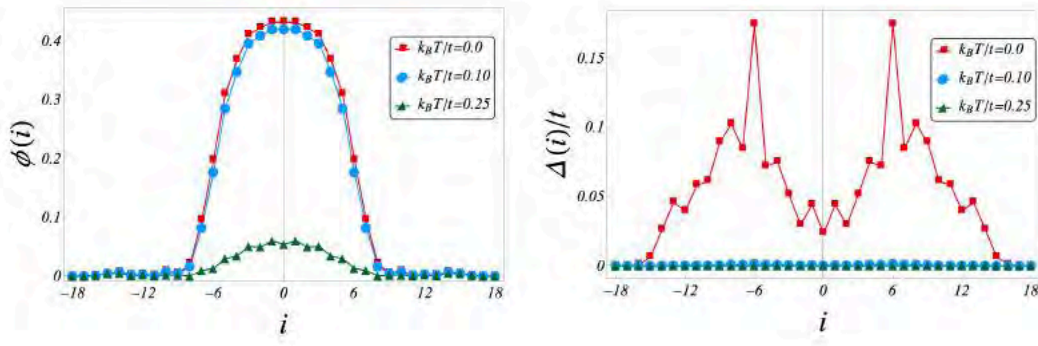 ϕ(i)
0.4
0.3
0.2
0.1
0
−18 −12 −6 0 6 12 18
i
k_BT/t=0.0
k_BT/t=0.10
k_BT/t=0.25
Δ(i)/t
0.15
0.1
0.05
0
−18 −12 −6 0 6 12 18
i
k_BT/t=0.0
k_BT/t=0.10
k_BT/t=0.25